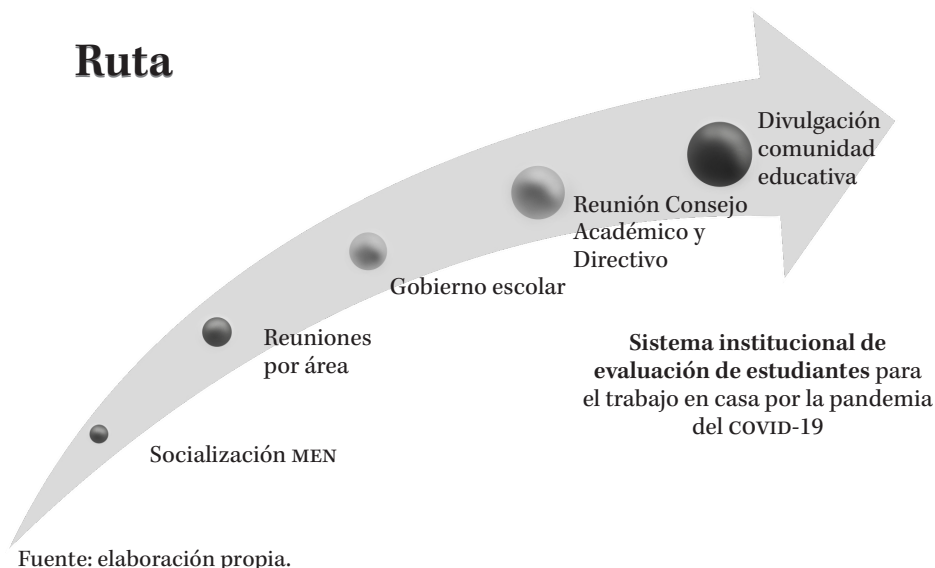 Ruta
Divulgación
comunidad
educativa
Reunión Consejo
Académico y
Directivo
Gobierno escolar
Reuniones
por área
Socialización MEN
Sistema institucional de
evaluación de estudiantes para
el trabajo en casa por la pandemia
del COVID-19
Fuente: elaboración propia.